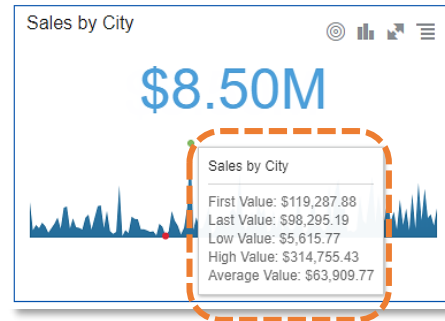 Sales by City
$8.50M
Sales by City
First Value: $119,287.88
Last Value: $98,295.19
Low Value: $5,615.77
High Value: $314,755.43
Average Value: $63,909.77